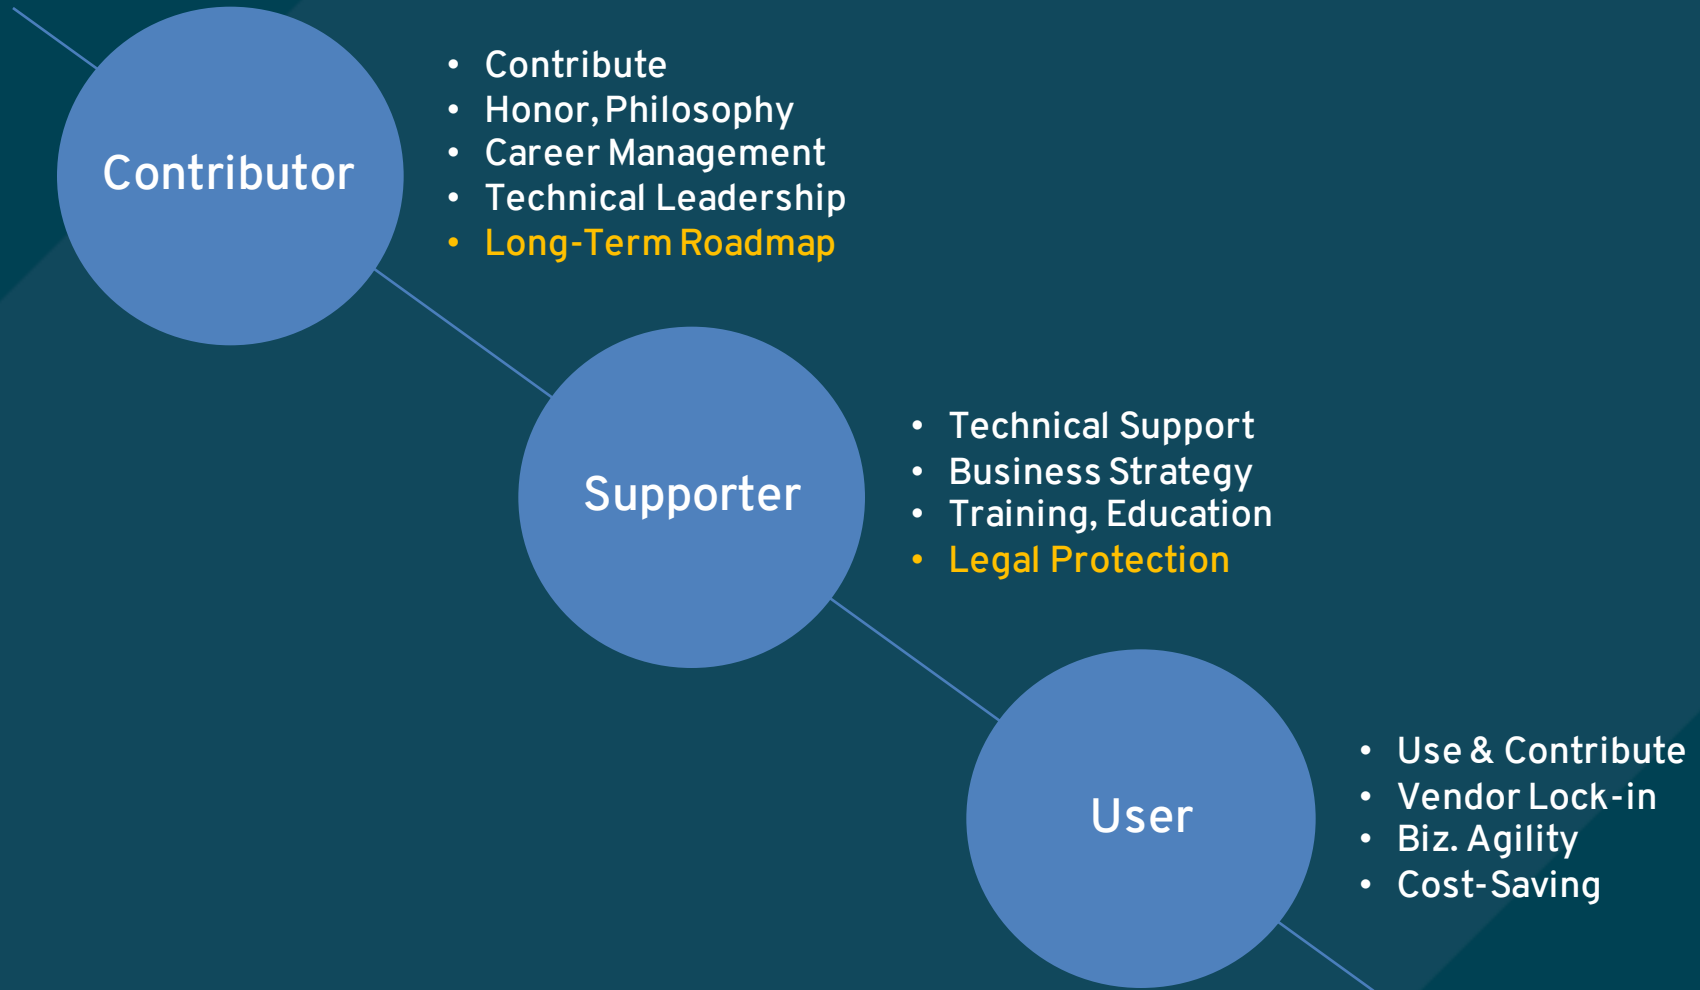 Contributor
• Contribute
• Honor, Philosophy
• Career Management
• Technical Leadership
• Long-Term Roadmap
Supporter
• Technical Support
• Business Strategy
• Training, Education
• Legal Protection
User
• Use & Contribute
• Vendor Lock-in
• Biz. Agility
• Cost-Saving